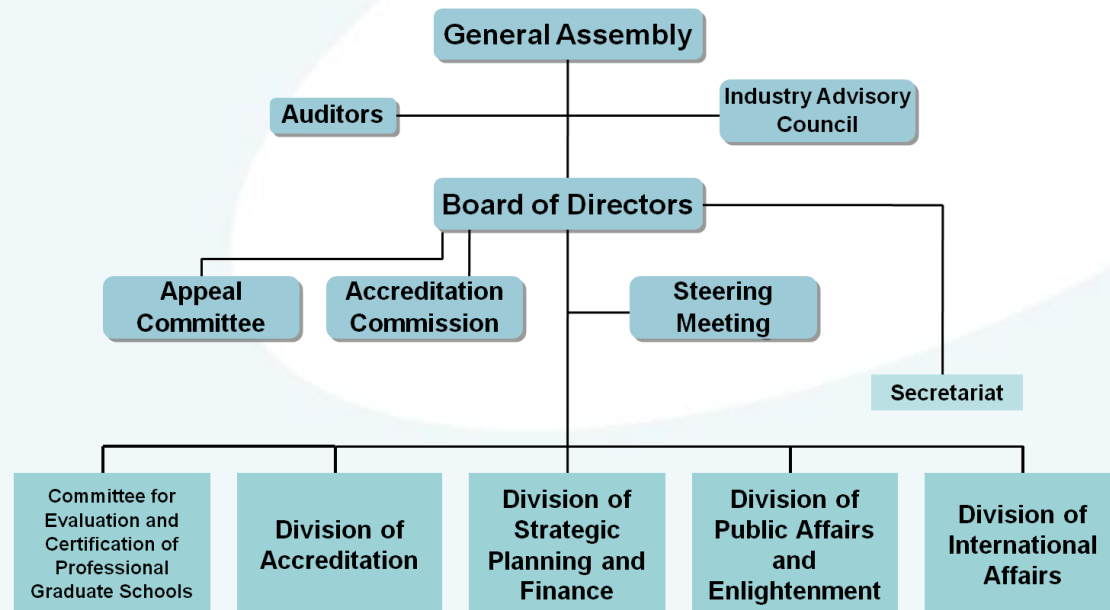 General Assembly
Auditors
Industry Advisory
Council
Board of Directors
Appeal
Committee
Accreditation
Commission
Steering
Meeting
Secretariat
Committee for
Evaluation and
Certification of
Professional
Graduate Schools
Division of
Accreditation
Division of
Strategic
Planning and
Finance
Division of
Public Affairs
and
Enlightenment
Division of
International
Affairs